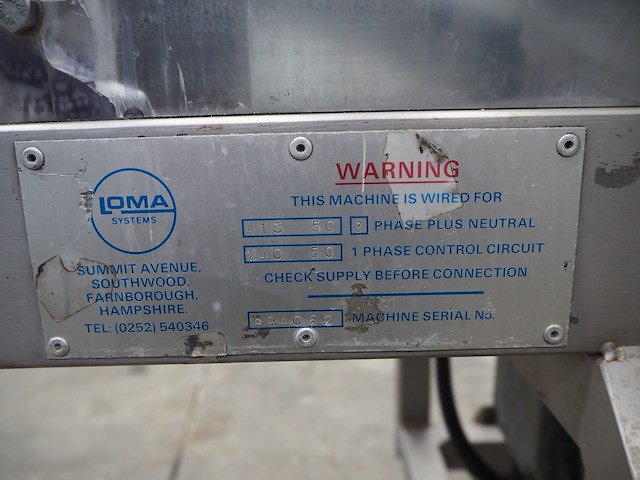 LOMA
SYSTEMS
SUMMIT AVENUE,
SOUTHWOOD,
FARNBOROUGH,
HAMPSHIRE.
TEL: (0252) 540346
WARNING
THIS MACHINE IS WIRED FOR
415 50 3 PHASE PLUS NEUTRAL
240 50 1 PHASE CONTROL CIRCUIT
CHECK SUPPLY BEFORE CONNECTION
MACHINE SERIAL No.